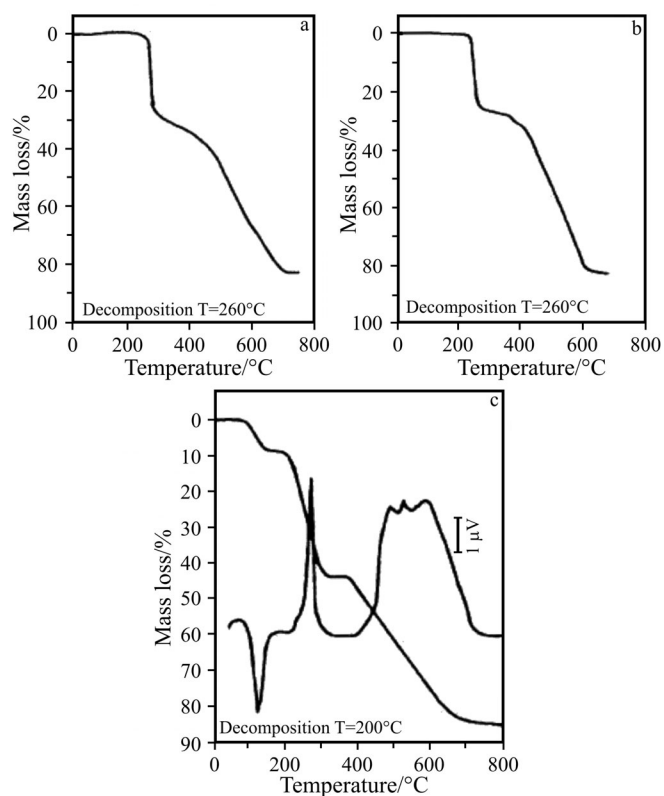 a
0
20
40
60
80
100
Mass loss/%
Decomposition T=260°C
0
200
400
600
800
Temperature/°C
b
0
20
40
60
80
100
Mass loss/%
Decomposition T=260°C
0
200
400
600
800
Temperature/°C
c
0
10
20
30
40
50
60
70
80
90
Mass loss/%
1 μV
Decomposition T=200°C
0
200
400
600
800
Temperature/°C